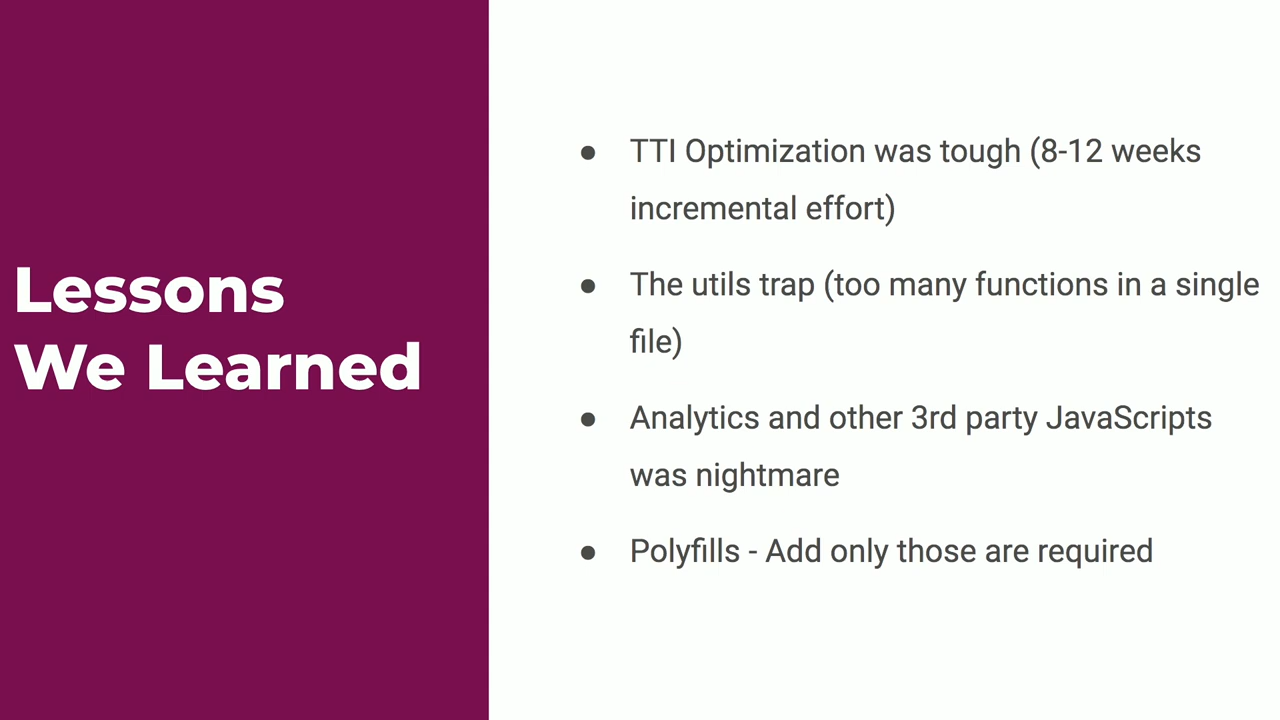 Lessons
We Learned
● TTI Optimization was tough (8-12 weeks
incremental effort)
● The utils trap (too many functions in a single
file)
● Analytics and other 3rd party JavaScripts
was nightmare
● Polyfills - Add only those are required